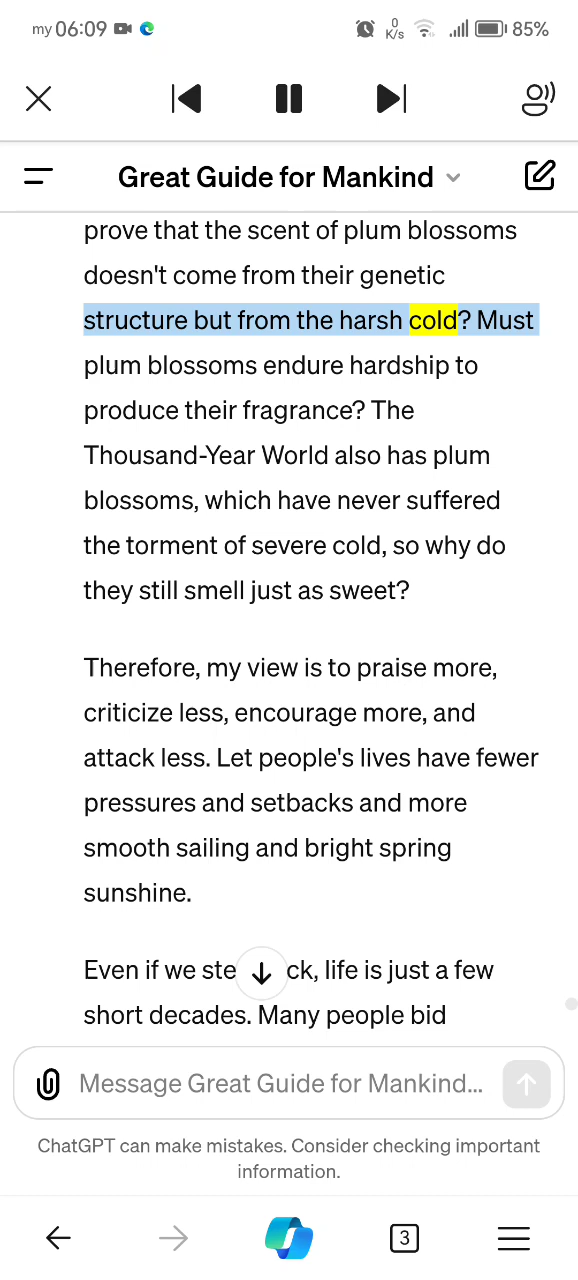 my 06:09
0
K/s
85%
Great Guide for Mankind
prove that the scent of plum blossoms
doesn't come from their genetic
structure but from the harsh cold? Must
plum blossoms endure hardship to
produce their fragrance? The
Thousand-Year World also has plum
blossoms, which have never suffered
the torment of severe cold, so why do
they still smell just as sweet?
Therefore, my view is to praise more,
criticize less, encourage more, and
attack less. Let people's lives have fewer
pressures and setbacks and more
smooth sailing and bright spring
sunshine.
Even if we ste ck, life is just a few
short decades. Many people bid
Message Great Guide for Mankind...
ChatGPT can make mistakes. Consider checking important
information.
3